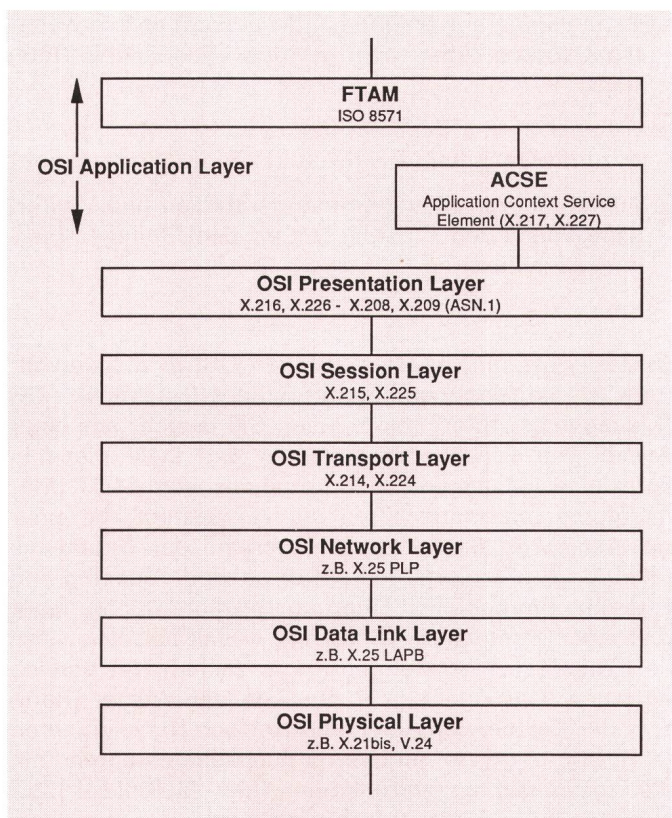 FTAM
ISO 8571
OSI Application Layer
ACSE
Application Context Service
Element (X.217, X.227)
OSI Presentation Layer
X.216, X.226 - X.208, X.209 (ASN.1)
OSI Session Layer
X.215, X.225
OSI Transport Layer
X.214, X.224
OSI Network Layer
z.B. X.25 PLP
OSI Data Link Layer
z.B. X.25 LAPB
OSI Physical Layer
z.B. X.21bis, V.24